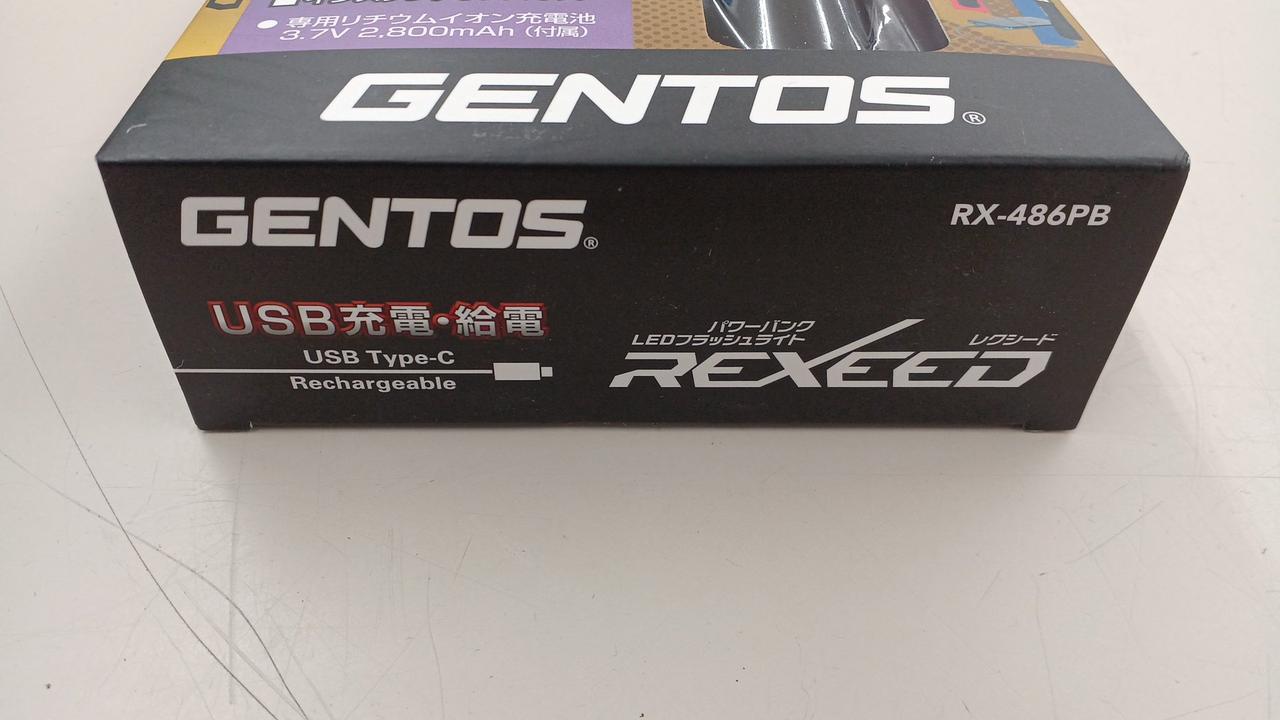 ●専用リチウムイオン充電池
3.7V 2,800mAh (付属)
GENTOS®
GENTOS®
RX-486PB
USB充電・給電
USB Type-C
Rechargeable
パワーバンク
LEDフラッシュライト
レクシード
REXEED